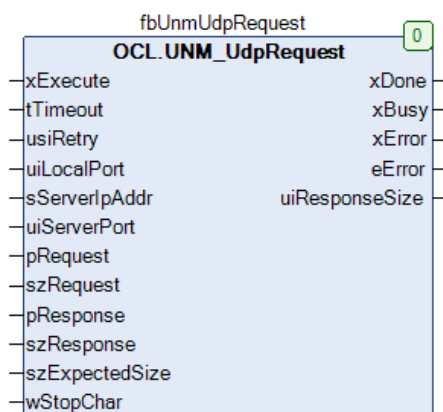 fbUnmUdpRequest
0
OCL.UNM_UdpRequest
xExecute xDone
tTimeout xBusy
usiRetry xError
uiLocalPort eError
sServerIpAddr uiResponseSize
uiServerPort
pRequest
szRequest
pResponse
szResponse
szExpectedSize
wStopChar